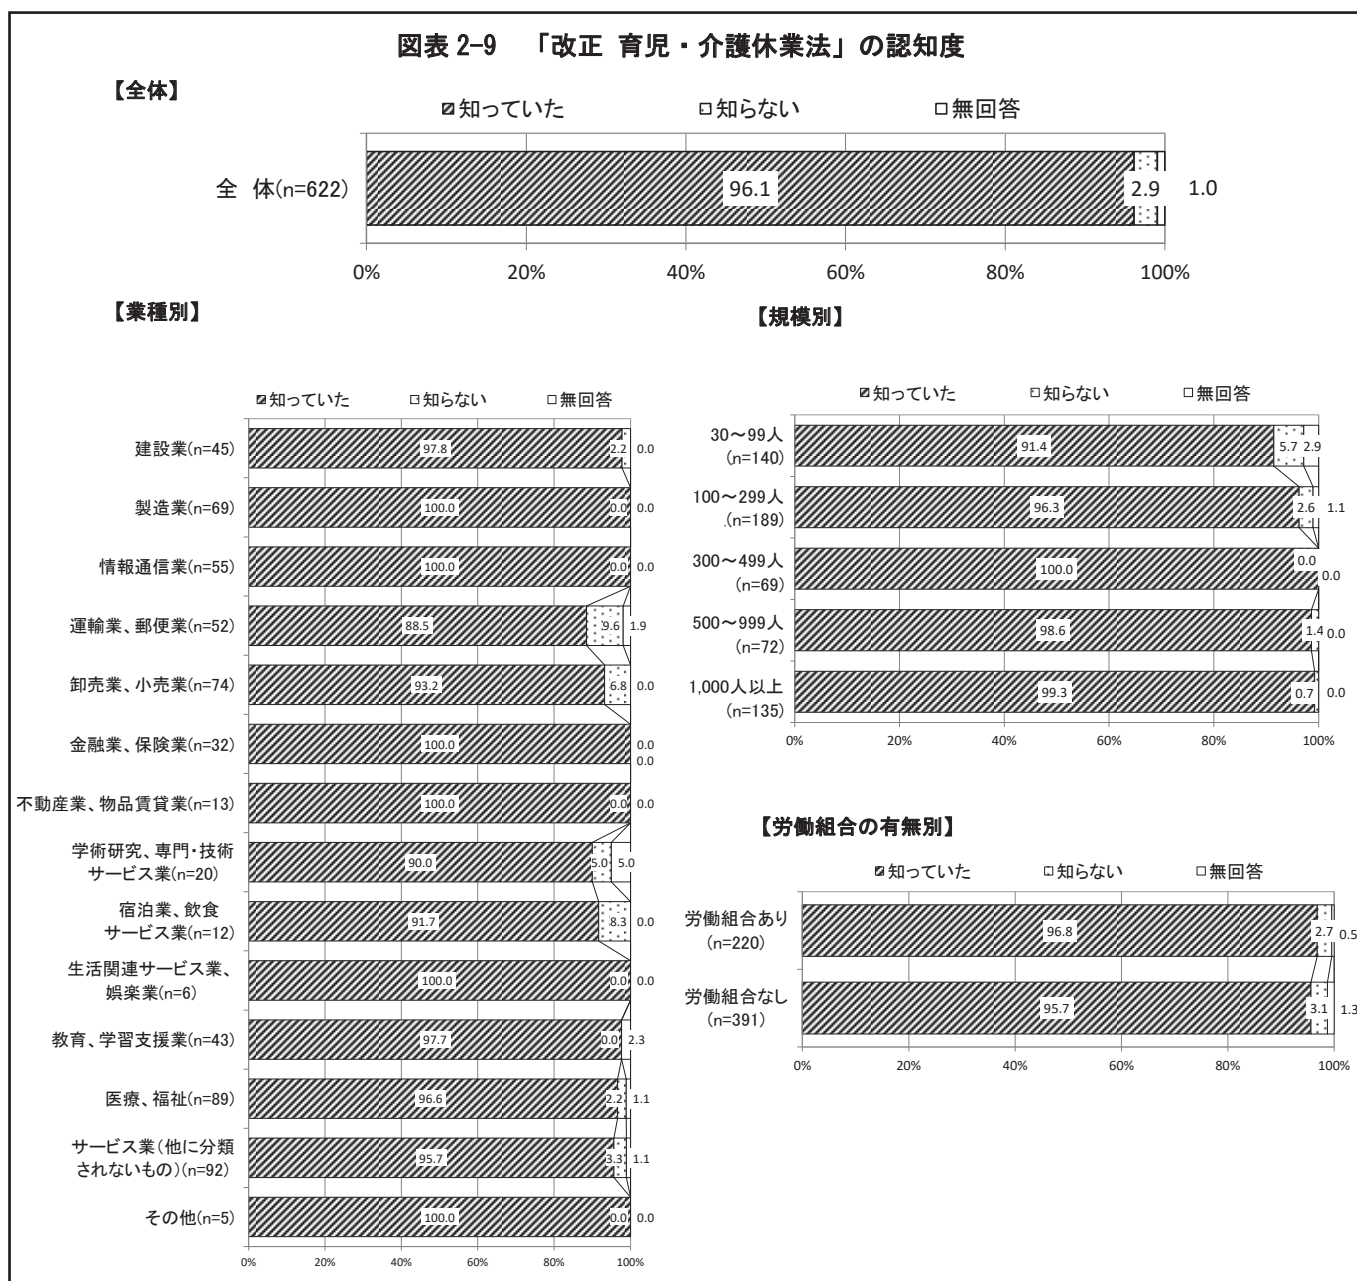 図表 2-9 「改正 育児・介護休業法」の認知度
【全体】
知っていた 知らない 無回答
全 体(n=622) 96.1 2.9 1.0
0% 20% 40% 60% 80% 100%
【業種別】
知っていた 知らない 無回答
建設業(n=45) 97.8 2.2 0.0
製造業(n=69) 100.0 0.0 0.0
情報通信業(n=55) 100.0 0.0 0.0
運輸業、郵便業(n=52) 88.5 9.6 1.9
卸売業、小売業(n=74) 93.2 6.8 0.0
金融業、保険業(n=32) 100.0 0.0
0.0
不動産業、物品賃貸業(n=13) 100.0 0.0 0.0
学術研究、専門・技術
サービス業(n=20) 90.0 5.0 5.0
宿泊業、飲食
サービス業(n=12) 91.7 8.3 0.0
生活関連サービス業、
娯楽業(n=6) 100.0 0.0 0.0
教育、学習支援業(n=43) 97.7 0.0 2.3
医療、福祉(n=89) 96.6 2.2 1.1
サービス業(他に分類
されないもの)(n=92) 95.7 3.3 1.1
その他(n=5) 100.0 0.0 0.0
0% 20% 40% 60% 80% 100%
【規模別】
知っていた 知らない 無回答
30～99人
(n=140) 91.4 5.7 2.9
100～299人
.(n=189) 96.3 2.6 1.1
300～499人
(n=69) 100.0 0.0 0.0
500～999人
(n=72) 98.6 1.4 0.0
1,000人以上
(n=135) 99.3 0.7 0.0
0% 20% 40% 60% 80% 100%
【労働組合の有無別】
知っていた 知らない 無回答
労働組合あり
(n=220) 96.8 2.7 0.5
労働組合なし
(n=391) 95.7 3.1 1.3
0% 20% 40% 60% 80% 100%